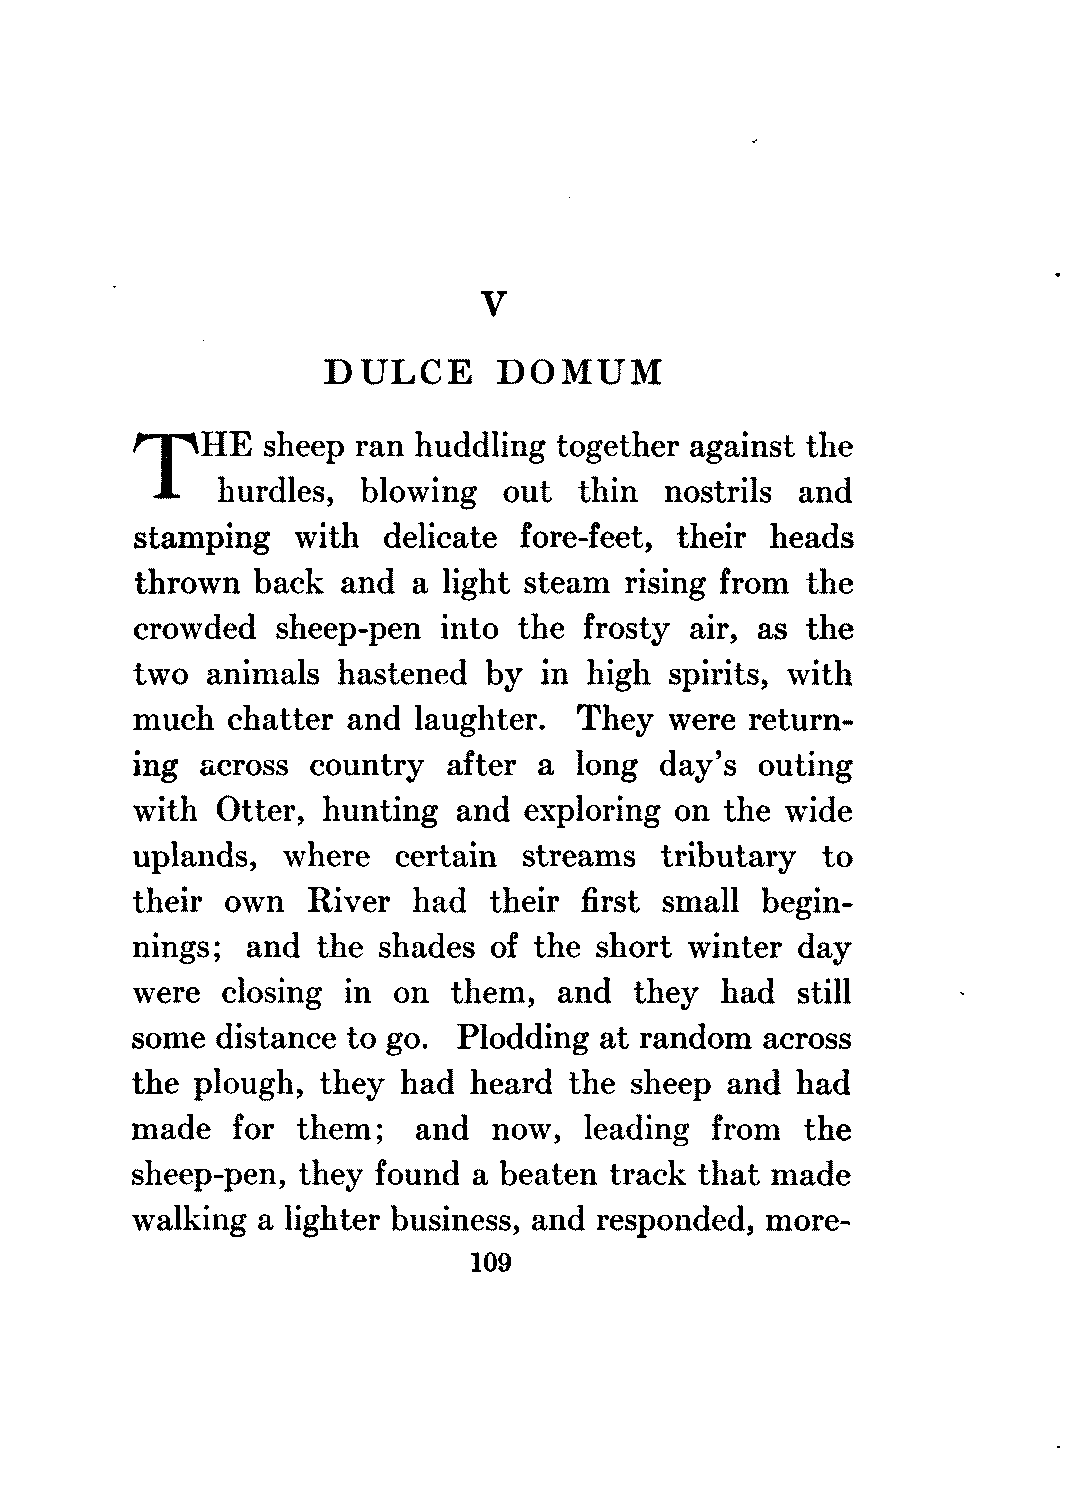 V
DULCE DOMUM
THE sheep ran huddling together against the
hurdles, blowing out thin nostrils and
stamping with delicate fore-feet, their heads
thrown back and a light steam rising from the
crowded sheep-pen into the frosty air, as the
two animals hastened by in high spirits, with
much chatter and laughter. They were return-
ing across country after a long day's outing
with Otter, hunting and exploring on the wide
uplands, where certain streams tributary to
their own River had their first small begin-
nings; and the shades of the short winter day
were closing in on them, and they had still
some distance to go. Plodding at random across
the plough, they had heard the sheep and had
made for them; and now, leading from the
sheep-pen, they found a beaten track that made
walking a lighter business, and responded, more-
109